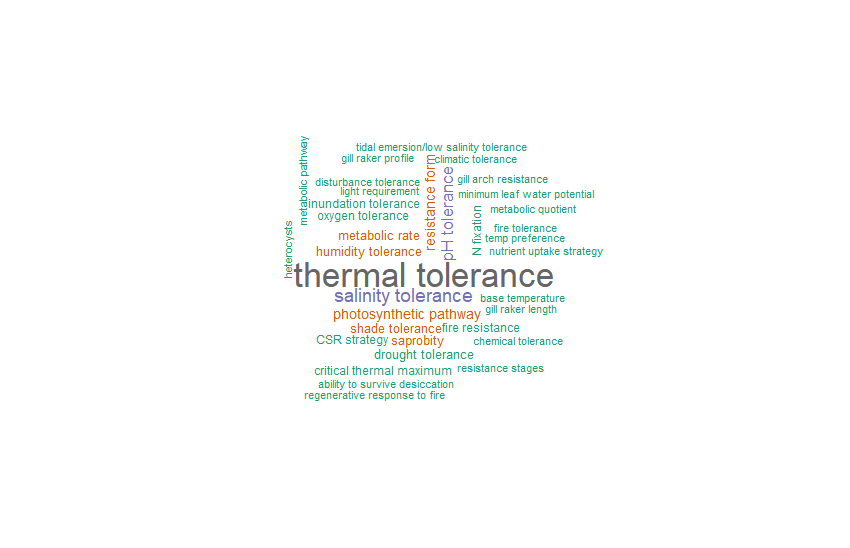 tidal emersion/low salinity tolerance
gill raker profile
climatic tolerance
metabolic pathway
disturbance tolerance
light requirement
inundation tolerance
oxygen tolerance
resistance form
pH tolerance
gill arch resistance
minimum leaf water potential
metabolic quotient
N fixation
fire tolerance
temp preference
nutrient uptake strategy
metabolic rate
humidity tolerance
heterocysts
thermal tolerance
salinity tolerance
base temperature
gill raker length
photosynthetic pathway
shade tolerance
fire resistance
CSR strategy
saprobity
chemical tolerance
drought tolerance
critical thermal maximum
resistance stages
ability to survive desiccation
regenerative response to fire